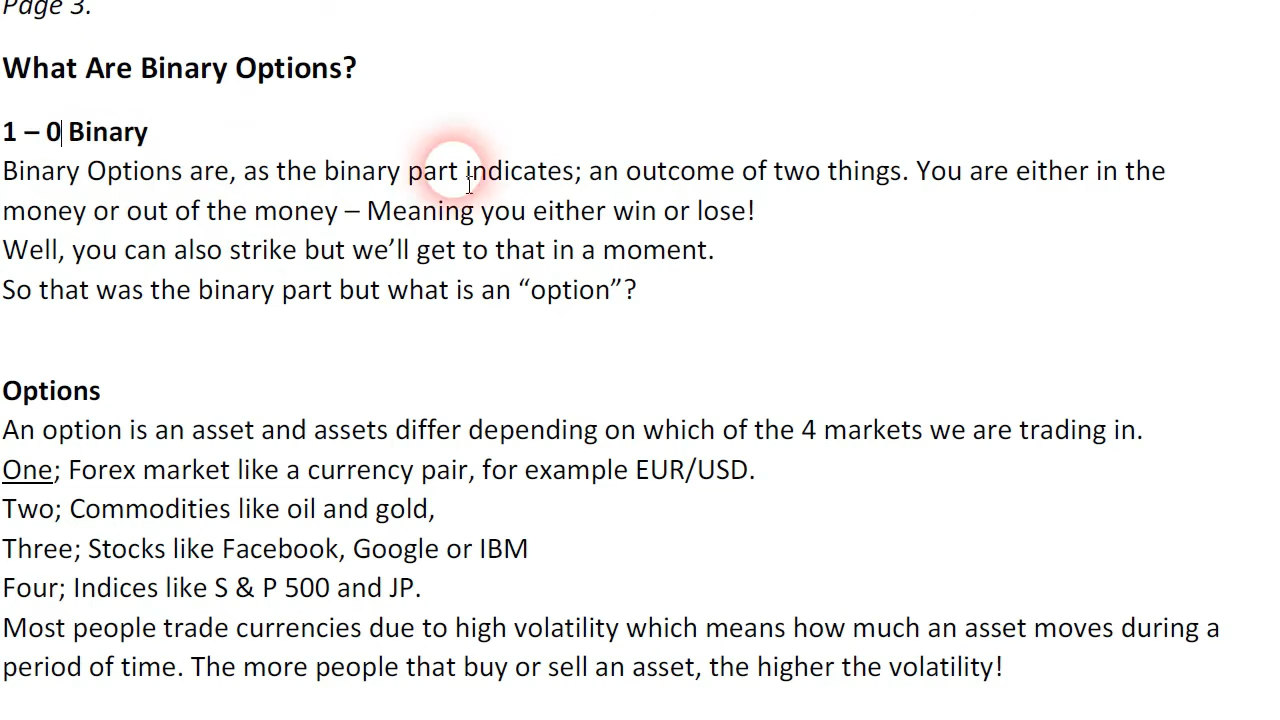 Page 3.
What Are Binary Options?
1 – 0 Binary
Binary Options are, as the binary part indicates; an outcome of two things. You are either in the
money or out of the money – Meaning you either win or lose!
Well, you can also strike but we’ll get to that in a moment.
So that was the binary part but what is an “option”?
Options
An option is an asset and assets differ depending on which of the 4 markets we are trading in.
One; Forex market like a currency pair, for example EUR/USD.
Two; Commodities like oil and gold,
Three; Stocks like Facebook, Google or IBM
Four; Indices like S & P 500 and JP.
Most people trade currencies due to high volatility which means how much an asset moves during a
period of time. The more people that buy or sell an asset, the higher the volatility!